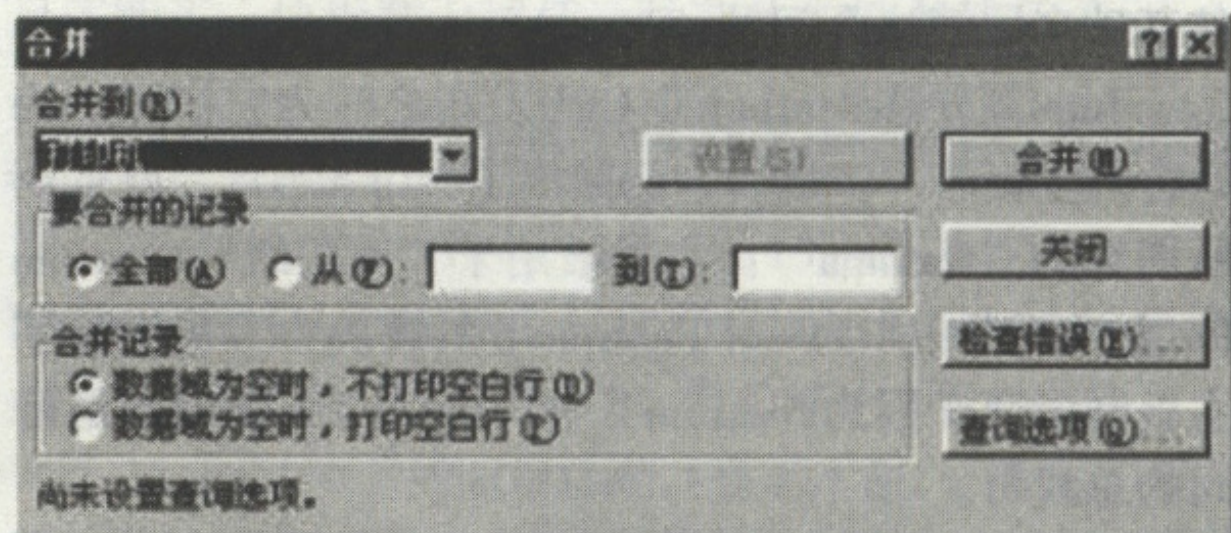 合并
合并到(R):
打印机
设置(S)
合并(M)
要合并的记录
全部(A) 从(F): 到(T):
关闭
合并记录
检查错误(E)...
数据域为空时，不打印空白行(D)
数据域为空时，打印空白行(P)
查询选项(Q)...
尚未设置查询选项。